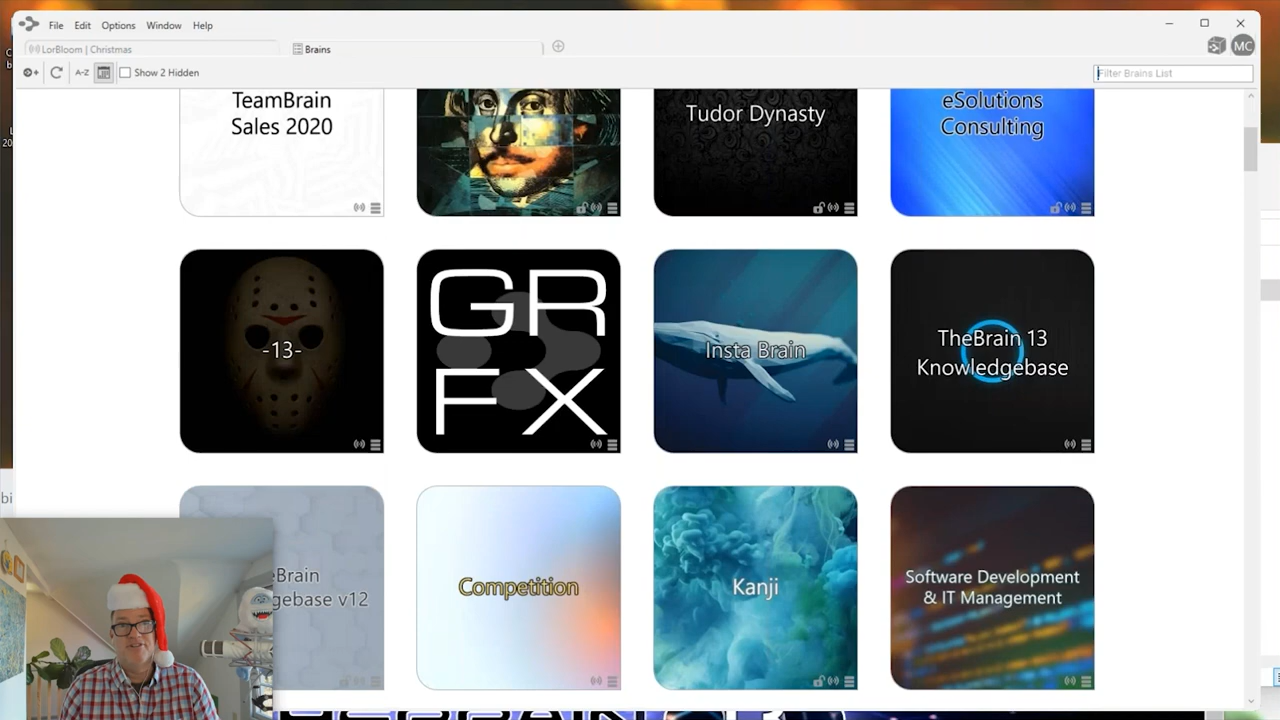 File Edit Options Window Help
LorBloom | Christmas
Brains
MC
A-Z
Show 2 Hidden
Filter Brains List
TeamBrain
Sales 2020
Tudor Dynasty
eSolutions
Consulting
-13-
GR
FX
Insta Brain
TheBrain 13
Knowledgebase
eBrain
gebase v12
Competition
Kanji
Software Development
& IT Management